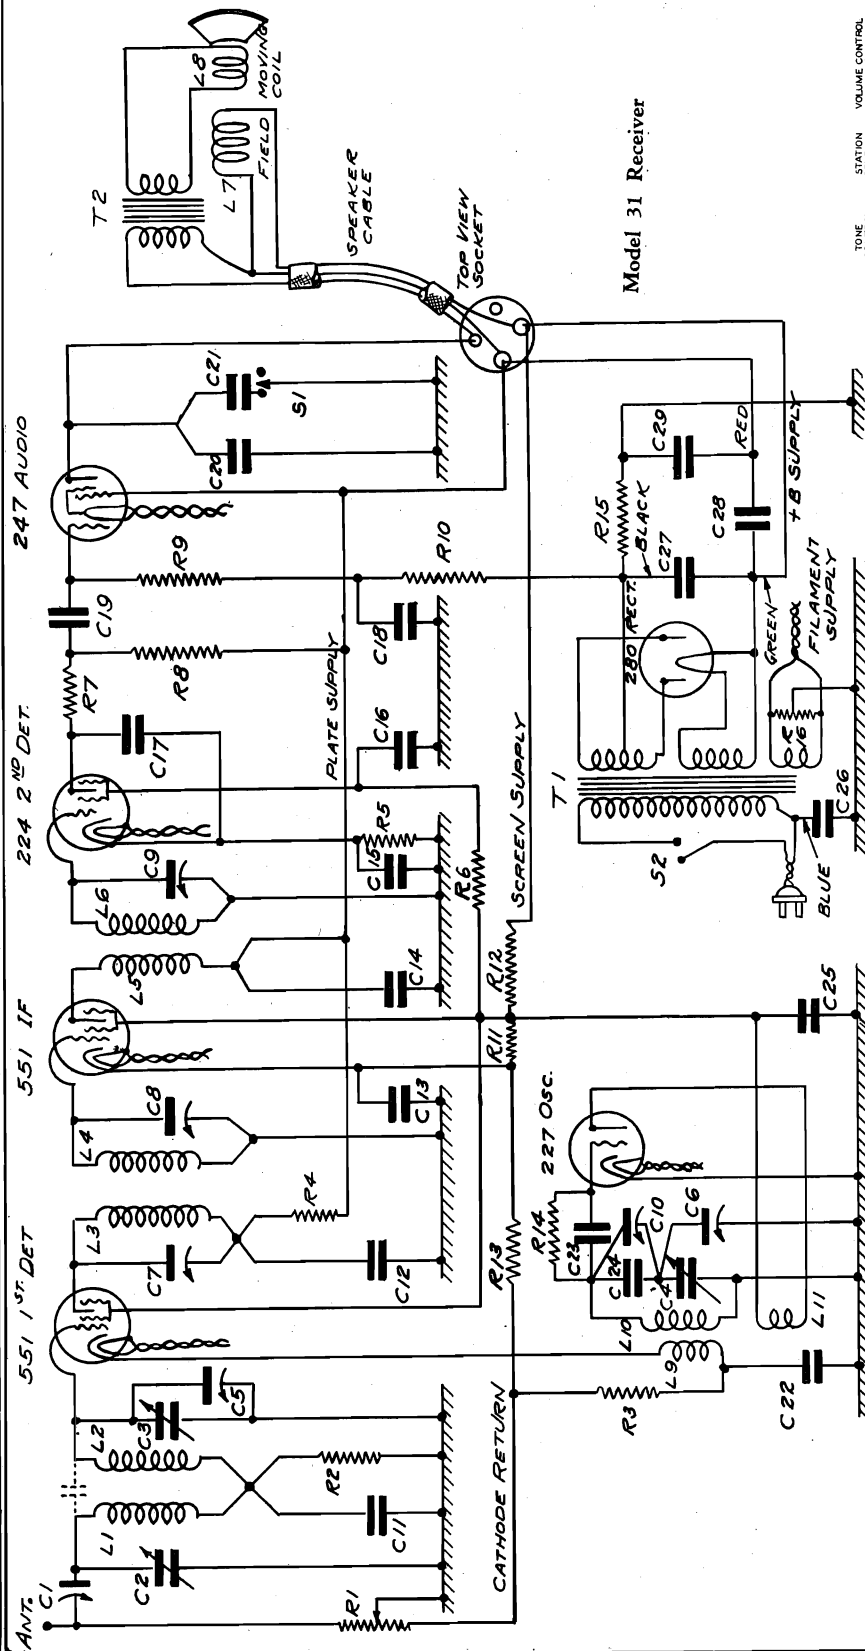 551 1ST. DET
551 IF
224 2ND DET.
247 AUDIO
ANT.
C1
L1
C2
R1
L2
C3
C5
C11
R2
L3
C7
C12
R4
L4
C8
C13
L5
C14
L6
C9
C15
R5
C17
R7
R8
C19
R9
C16
C18
R10
C20
C21
S1
T2
L8
MOVING
COIL
L7
FIELD
SPEAKER
CABLE
TOP VIEW
SOCKET
PLATE SUPPLY
R6
SCREEN SUPPLY
R12
R11
R13
CATHODE RETURN
R3
L9
C22
L10
C4
C24
C23
R14
C10
C6
227 OSC.
L11
C25
T1
S2
BLUE
C26
280 RECT.
R15
BLACK
C27
C29
C28
RED
+B SUPPLY
GREEN
R
16
FILAMENT
SUPPLY
Model 31 Receiver
TONE
STATION
VOLUME CONTROL